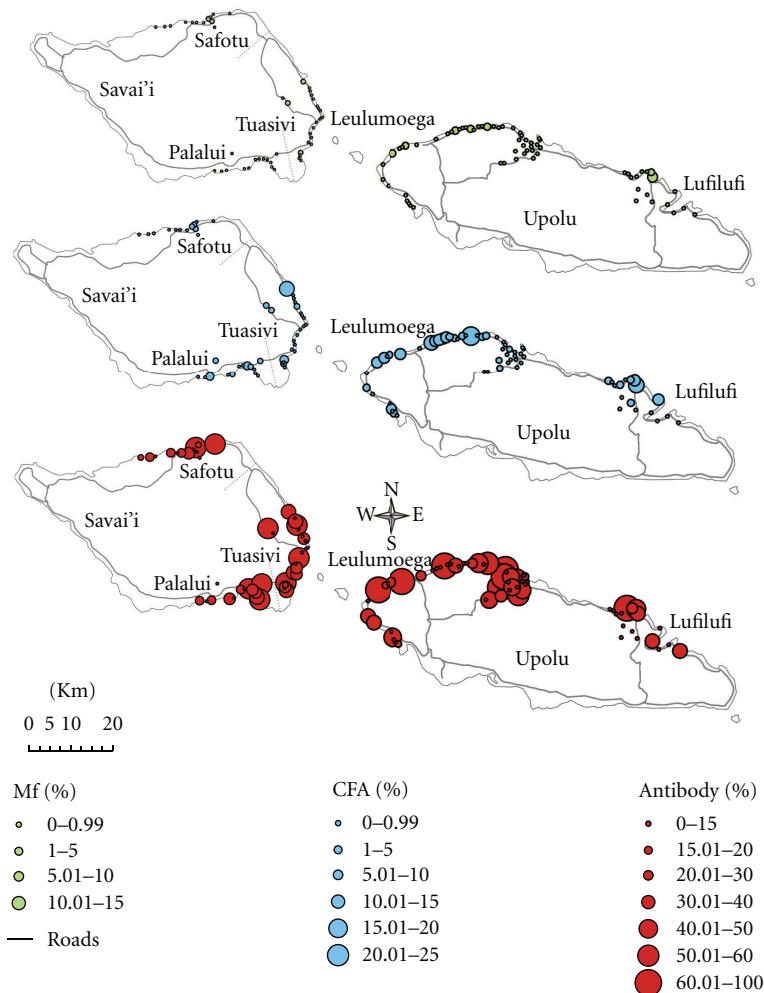 Safotu
Savai'i
Tuasivi
Leulumoega
Palalui
Lufilufi
Upolu
Safotu
Savai'i
Tuasivi
Leulumoega
Palalui
Lufilufi
Upolu
Safotu
Savai'i
N
W E
S
Tuasivi
Leulumoega
Palalui
Lufilufi
Upolu
(Km)
0 5 10 20
Mf (%)
0–0.99
1–5
5.01–10
10.01–15
Roads
CFA (%)
0–0.99
1–5
5.01–10
10.01–15
15.01–20
20.01–25
Antibody (%)
0–15
15.01–20
20.01–30
30.01–40
40.01–50
50.01–60
60.01–100